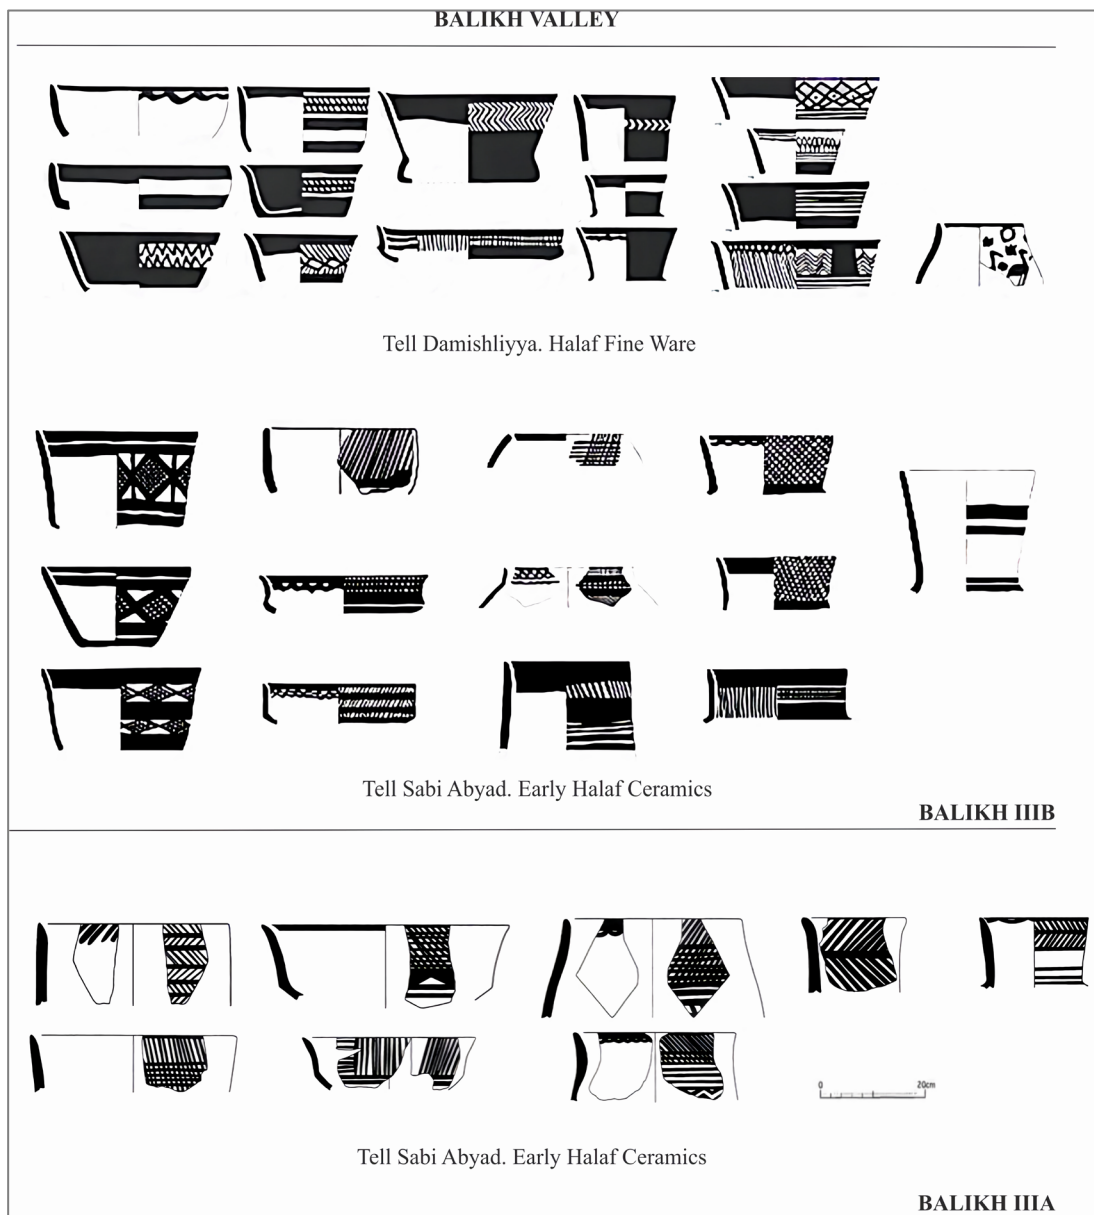 BALIKH VALLEY
Tell Damishliyya. Halaf Fine Ware
Tell Sabi Abyad. Early Halaf Ceramics
BALIKH IIIB
0 20cm
Tell Sabi Abyad. Early Halaf Ceramics
BALIKH IIIA